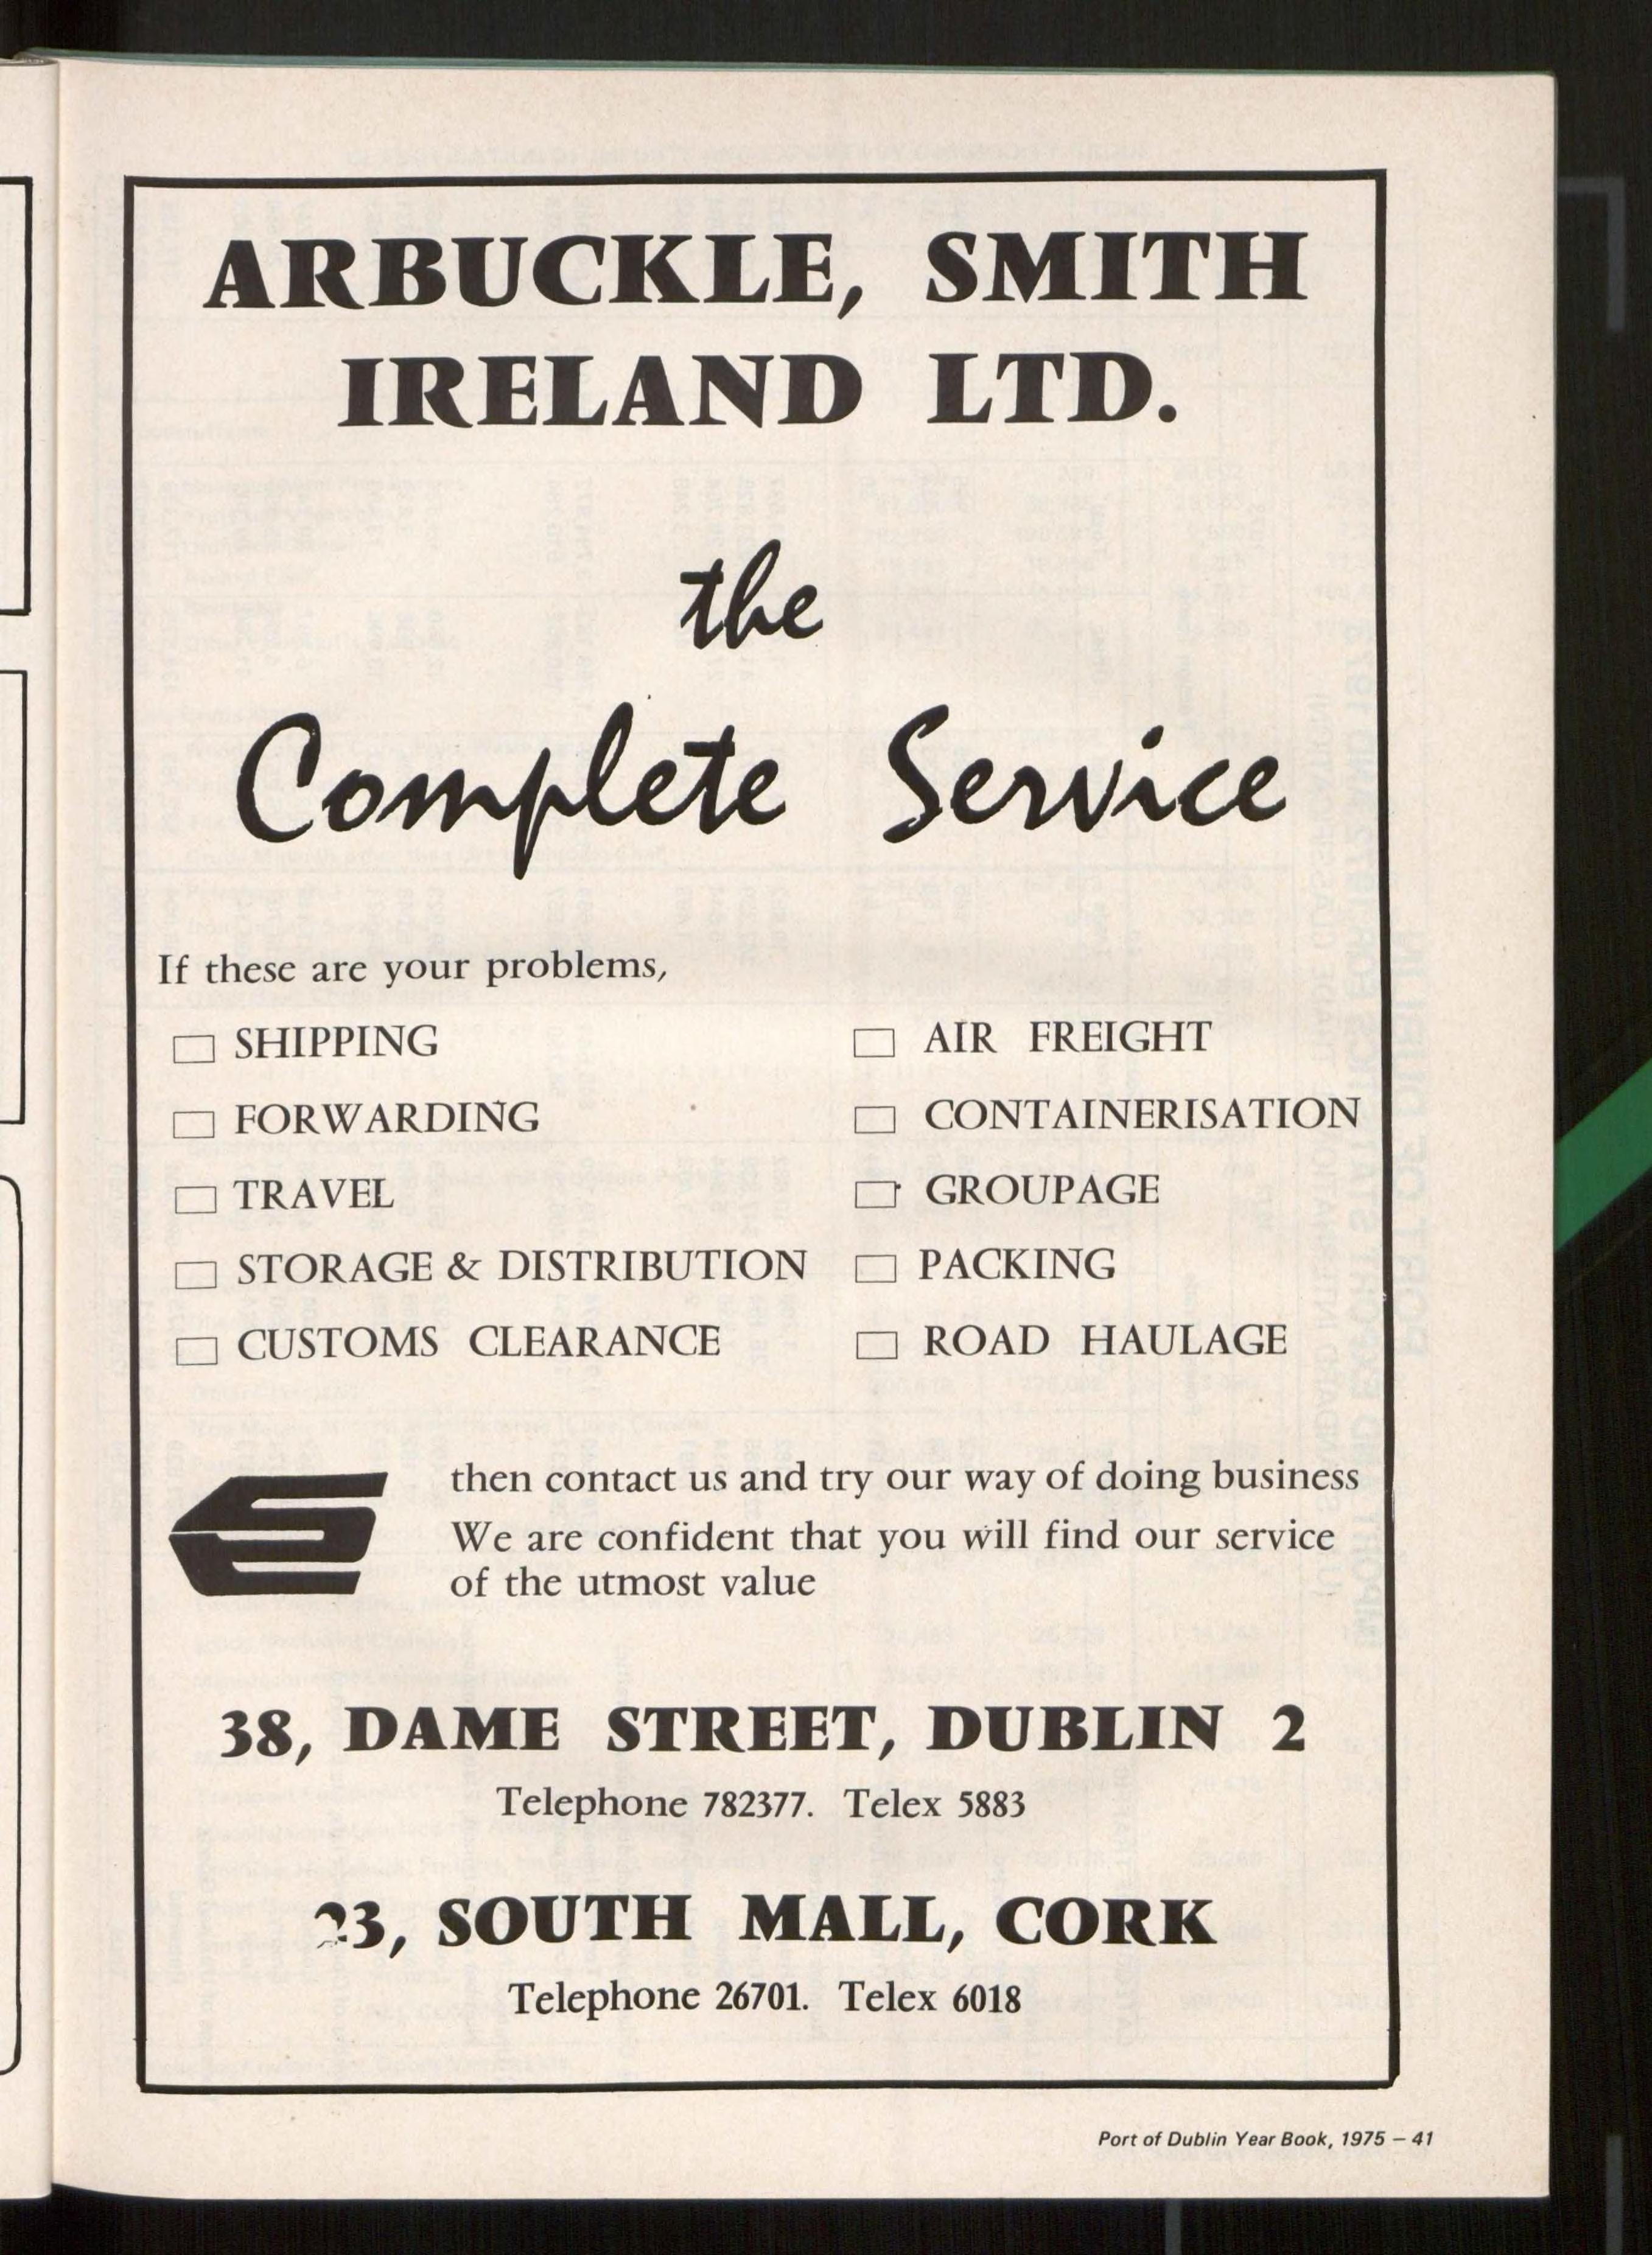 ARBUCKLE, SMITH
IRELAND LTD.
the
Complete Service
If these are your problems,
☐ SHIPPING
☐ FORWARDING
☐ TRAVEL
☐ STORAGE & DISTRIBUTION
☐ CUSTOMS CLEARANCE
☐ AIR FREIGHT
☐ CONTAINERISATION
☐ GROUPAGE
☐ PACKING
☐ ROAD HAULAGE
then contact us and try our way of doing business
We are confident that you will find our service
of the utmost value
38, DAME STREET, DUBLIN 2
Telephone 782377. Telex 5883
23, SOUTH MALL, CORK
Telephone 26701. Telex 6018
Port of Dublin Year Book, 1975 – 41